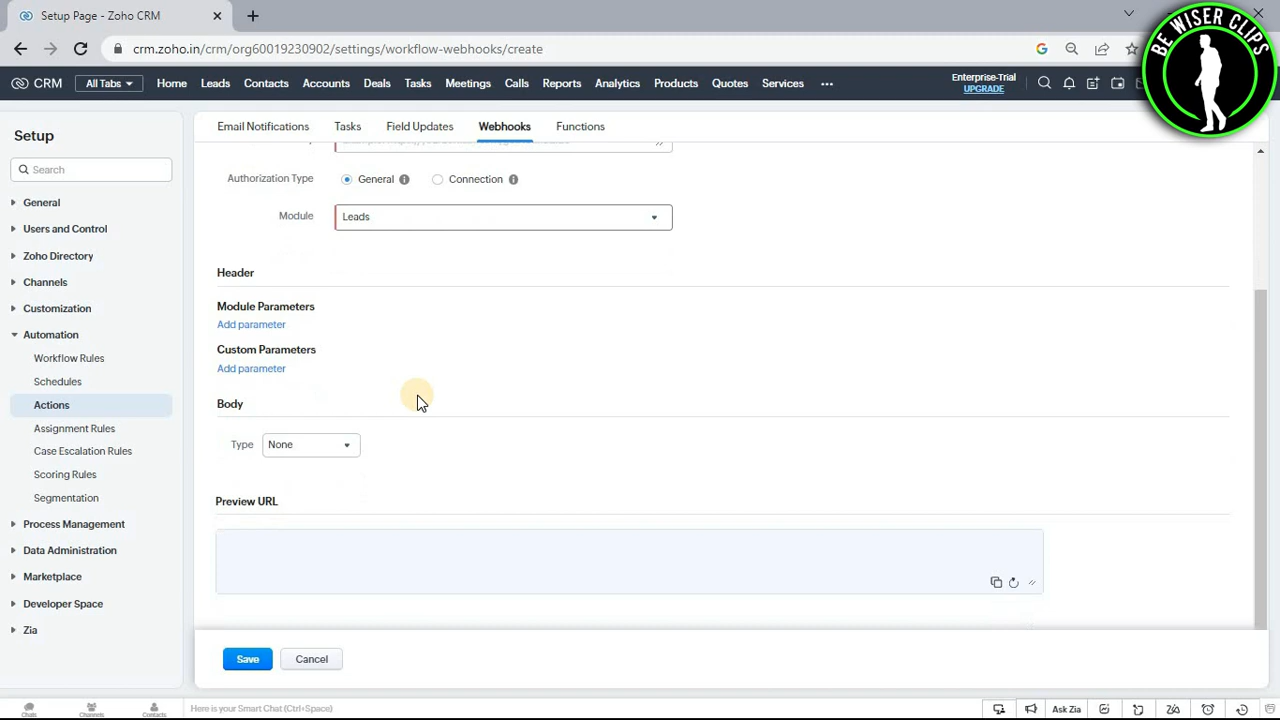 Setup Page - Zoho CRM
crm.zoho.in/crm/org60019230902/settings/workflow-webhooks/create
BE WISER CLIPS
CRM
All Tabs
Home
Leads
Contacts
Accounts
Deals
Tasks
Meetings
Calls
Reports
Campaigns
Analytics
Products
Quotes
Services
Enterprise-Trial
UPGRADE
Setup
Search
General
Users and Control
Zoho Directory
Channels
Customization
Automation
Workflow Rules
Schedules
Actions
Assignment Rules
Case Escalation Rules
Scoring Rules
Segmentation
Process Management
Data Administration
Marketplace
Developer Space
Zia
Email Notifications
Tasks
Field Updates
Webhooks
Functions
Authorization Type
General
Connection
Module
Leads
Header
Module Parameters
Add parameter
Custom Parameters
Add parameter
Body
Type
None
Preview URL
Save
Cancel
Chats
Channels
Contacts
Here is your Smart Chat (Ctrl+Space)
Ask Zia